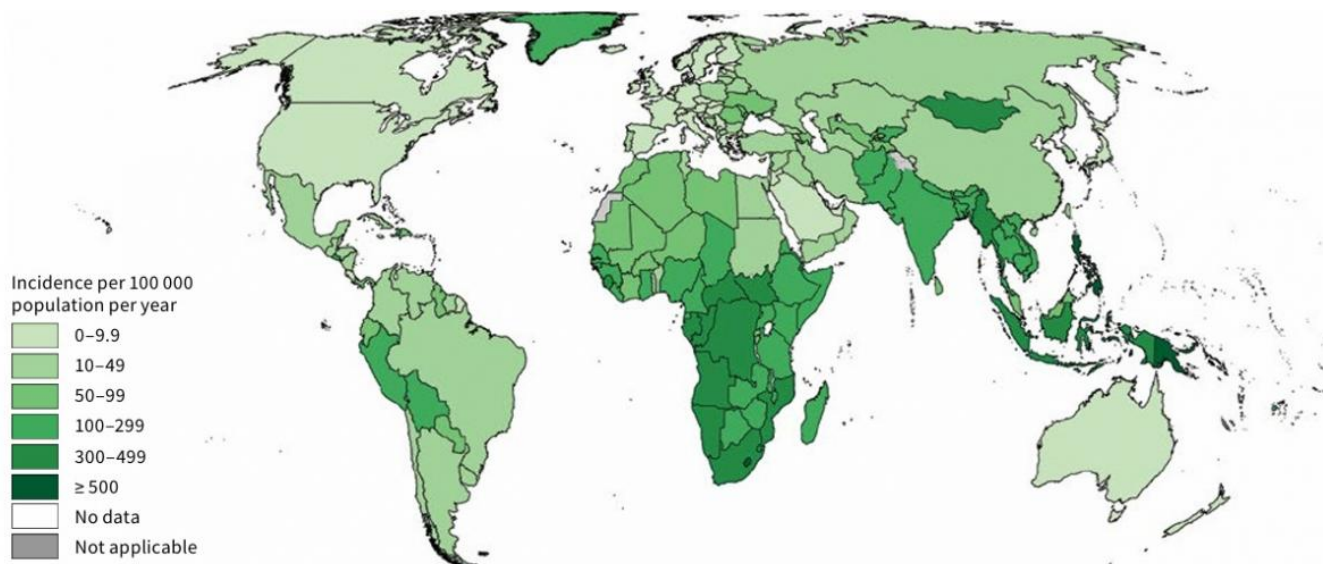 Incidence per 100 000
population per year
0–9.9
10–49
50–99
100–299
300–499
≥ 500
No data
Not applicable